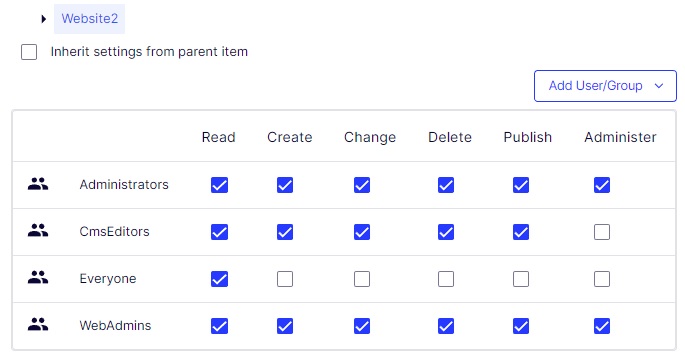 Website2
Inherit settings from parent item
Add User/Group
Read Create Change Delete Publish Administer
Administrators
CmsEditors
Everyone
WebAdmins